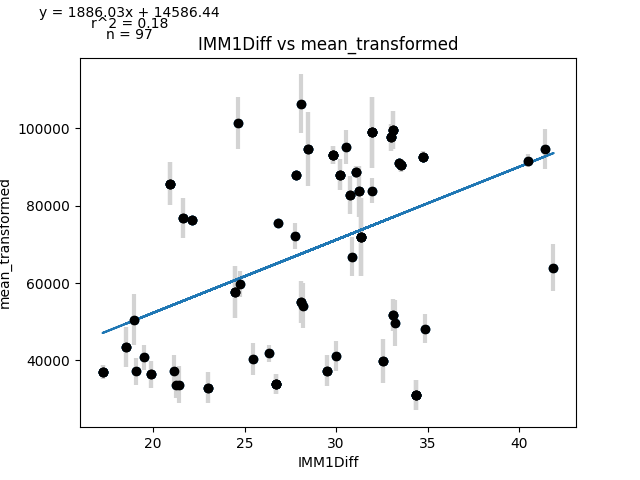 y = 1886.03x + 14586.44
r^2 = 0.18
n = 97
IMM1Diff vs mean_transformed
100000
80000
60000
40000
mean_transformed
20
25
30
35
40
IMM1Diff